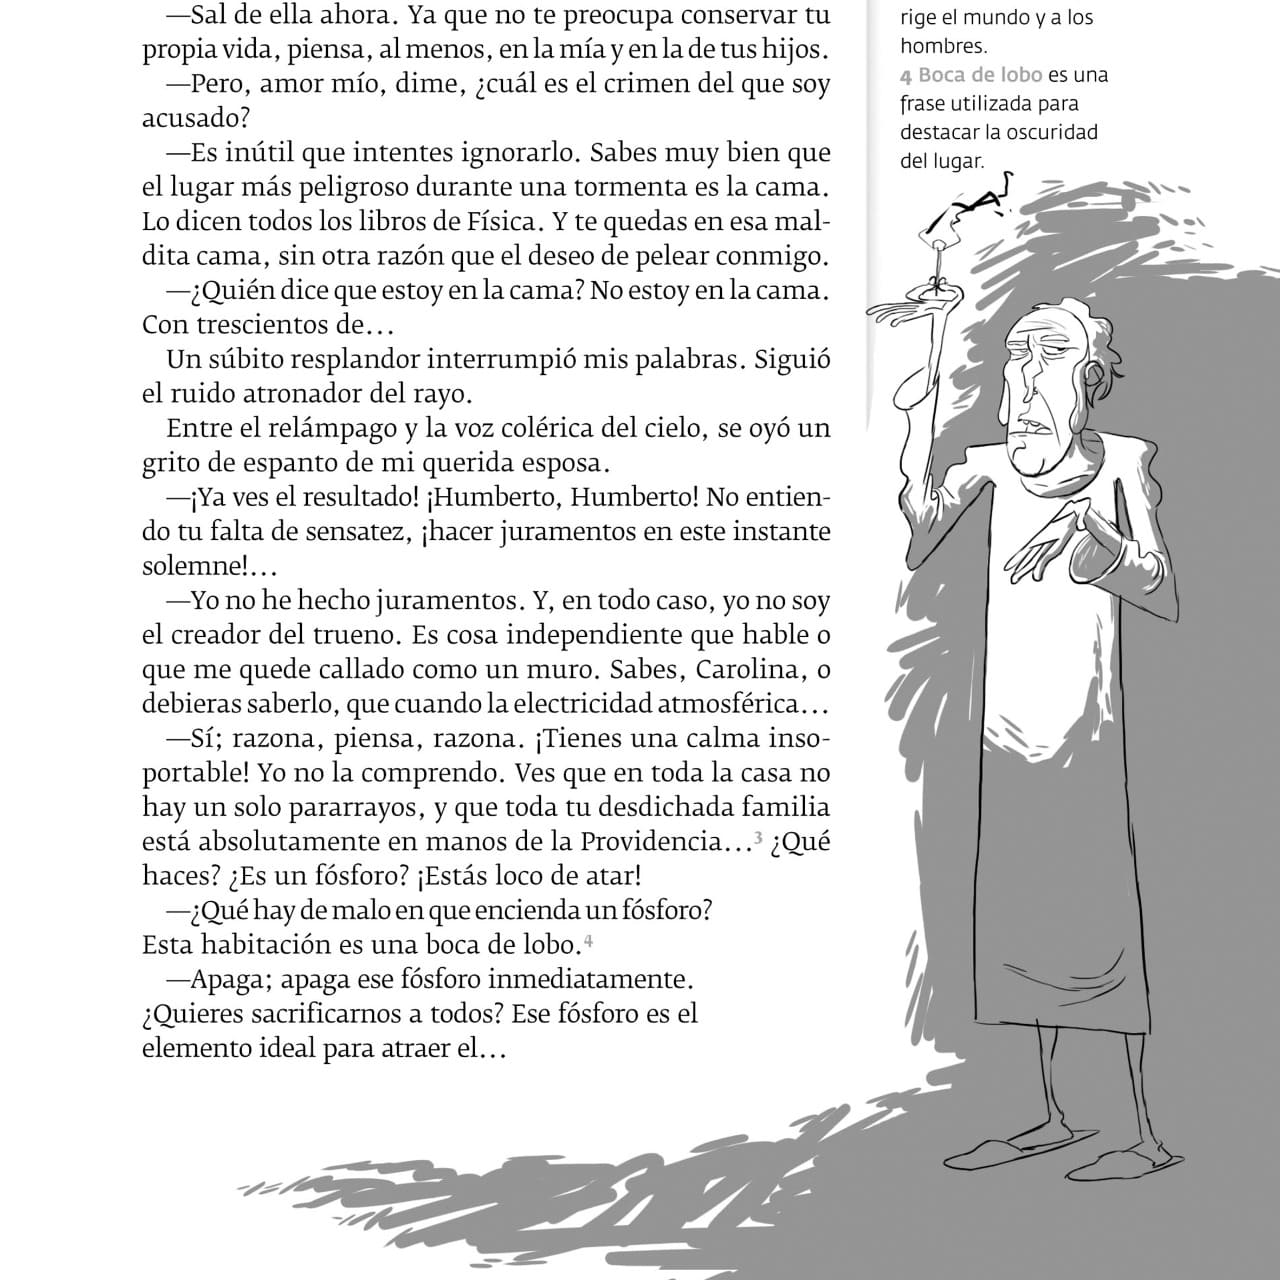 —Sal de ella ahora. Ya que no te preocupa conservar tu
propia vida, piensa, al menos, en la mía y en la de tus hijos.
—Pero, amor mío, dime, ¿cuál es el crimen del que soy
acusado?
—Es inútil que intentes ignorarlo. Sabes muy bien que
el lugar más peligroso durante una tormenta es la cama.
Lo dicen todos los libros de Física. Y te quedas en esa mal-
dita cama, sin otra razón que el deseo de pelear conmigo.
—¿Quién dice que estoy en la cama? No estoy en la cama.
Con trescientos de…
Un súbito resplandor interrumpió mis palabras. Siguió
el ruido atronador del rayo.
Entre el relámpago y la voz colérica del cielo, se oyó un
grito de espanto de mi querida esposa.
—¡Ya ves el resultado! ¡Humberto, Humberto! No entien-
do tu falta de sensatez, ¡hacer juramentos en este instante
solemne!…
—Yo no he hecho juramentos. Y, en todo caso, yo no soy
el creador del trueno. Es cosa independiente que hable o
que me quede callado como un muro. Sabes, Carolina, o
debieras saberlo, que cuando la electricidad atmosférica…
—Sí; razona, piensa, razona. ¡Tienes una calma inso-
portable! Yo no la comprendo. Ves que en toda la casa no
hay un solo pararrayos, y que toda tu desdichada familia
está absolutamente en manos de la Providencia…³ ¿Qué
haces? ¿Es un fósforo? ¡Estás loco de atar!
—¿Qué hay de malo en que encienda un fósforo?
Esta habitación es una boca de lobo.⁴
—Apaga; apaga ese fósforo inmediatamente.
¿Quieres sacrificarnos a todos? Ese fósforo es el
elemento ideal para atraer el…
rige el mundo y a los
hombres.
4 Boca de lobo es una
frase utilizada para
destacar la oscuridad
del lugar.